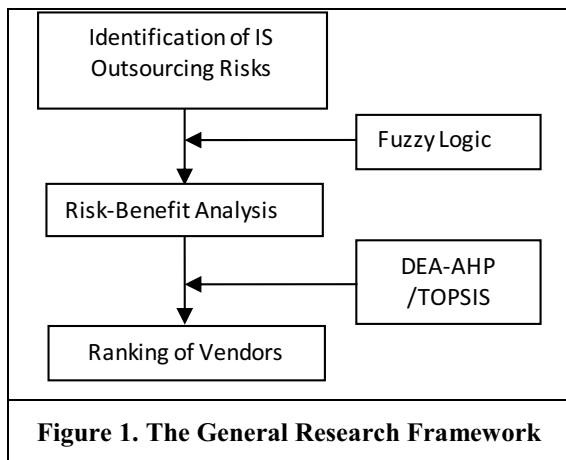 Identification of IS
Outsourcing Risks
Fuzzy Logic
Risk-Benefit Analysis
DEA-AHP
/TOPSIS
Ranking of Vendors
Figure 1. The General Research Framework